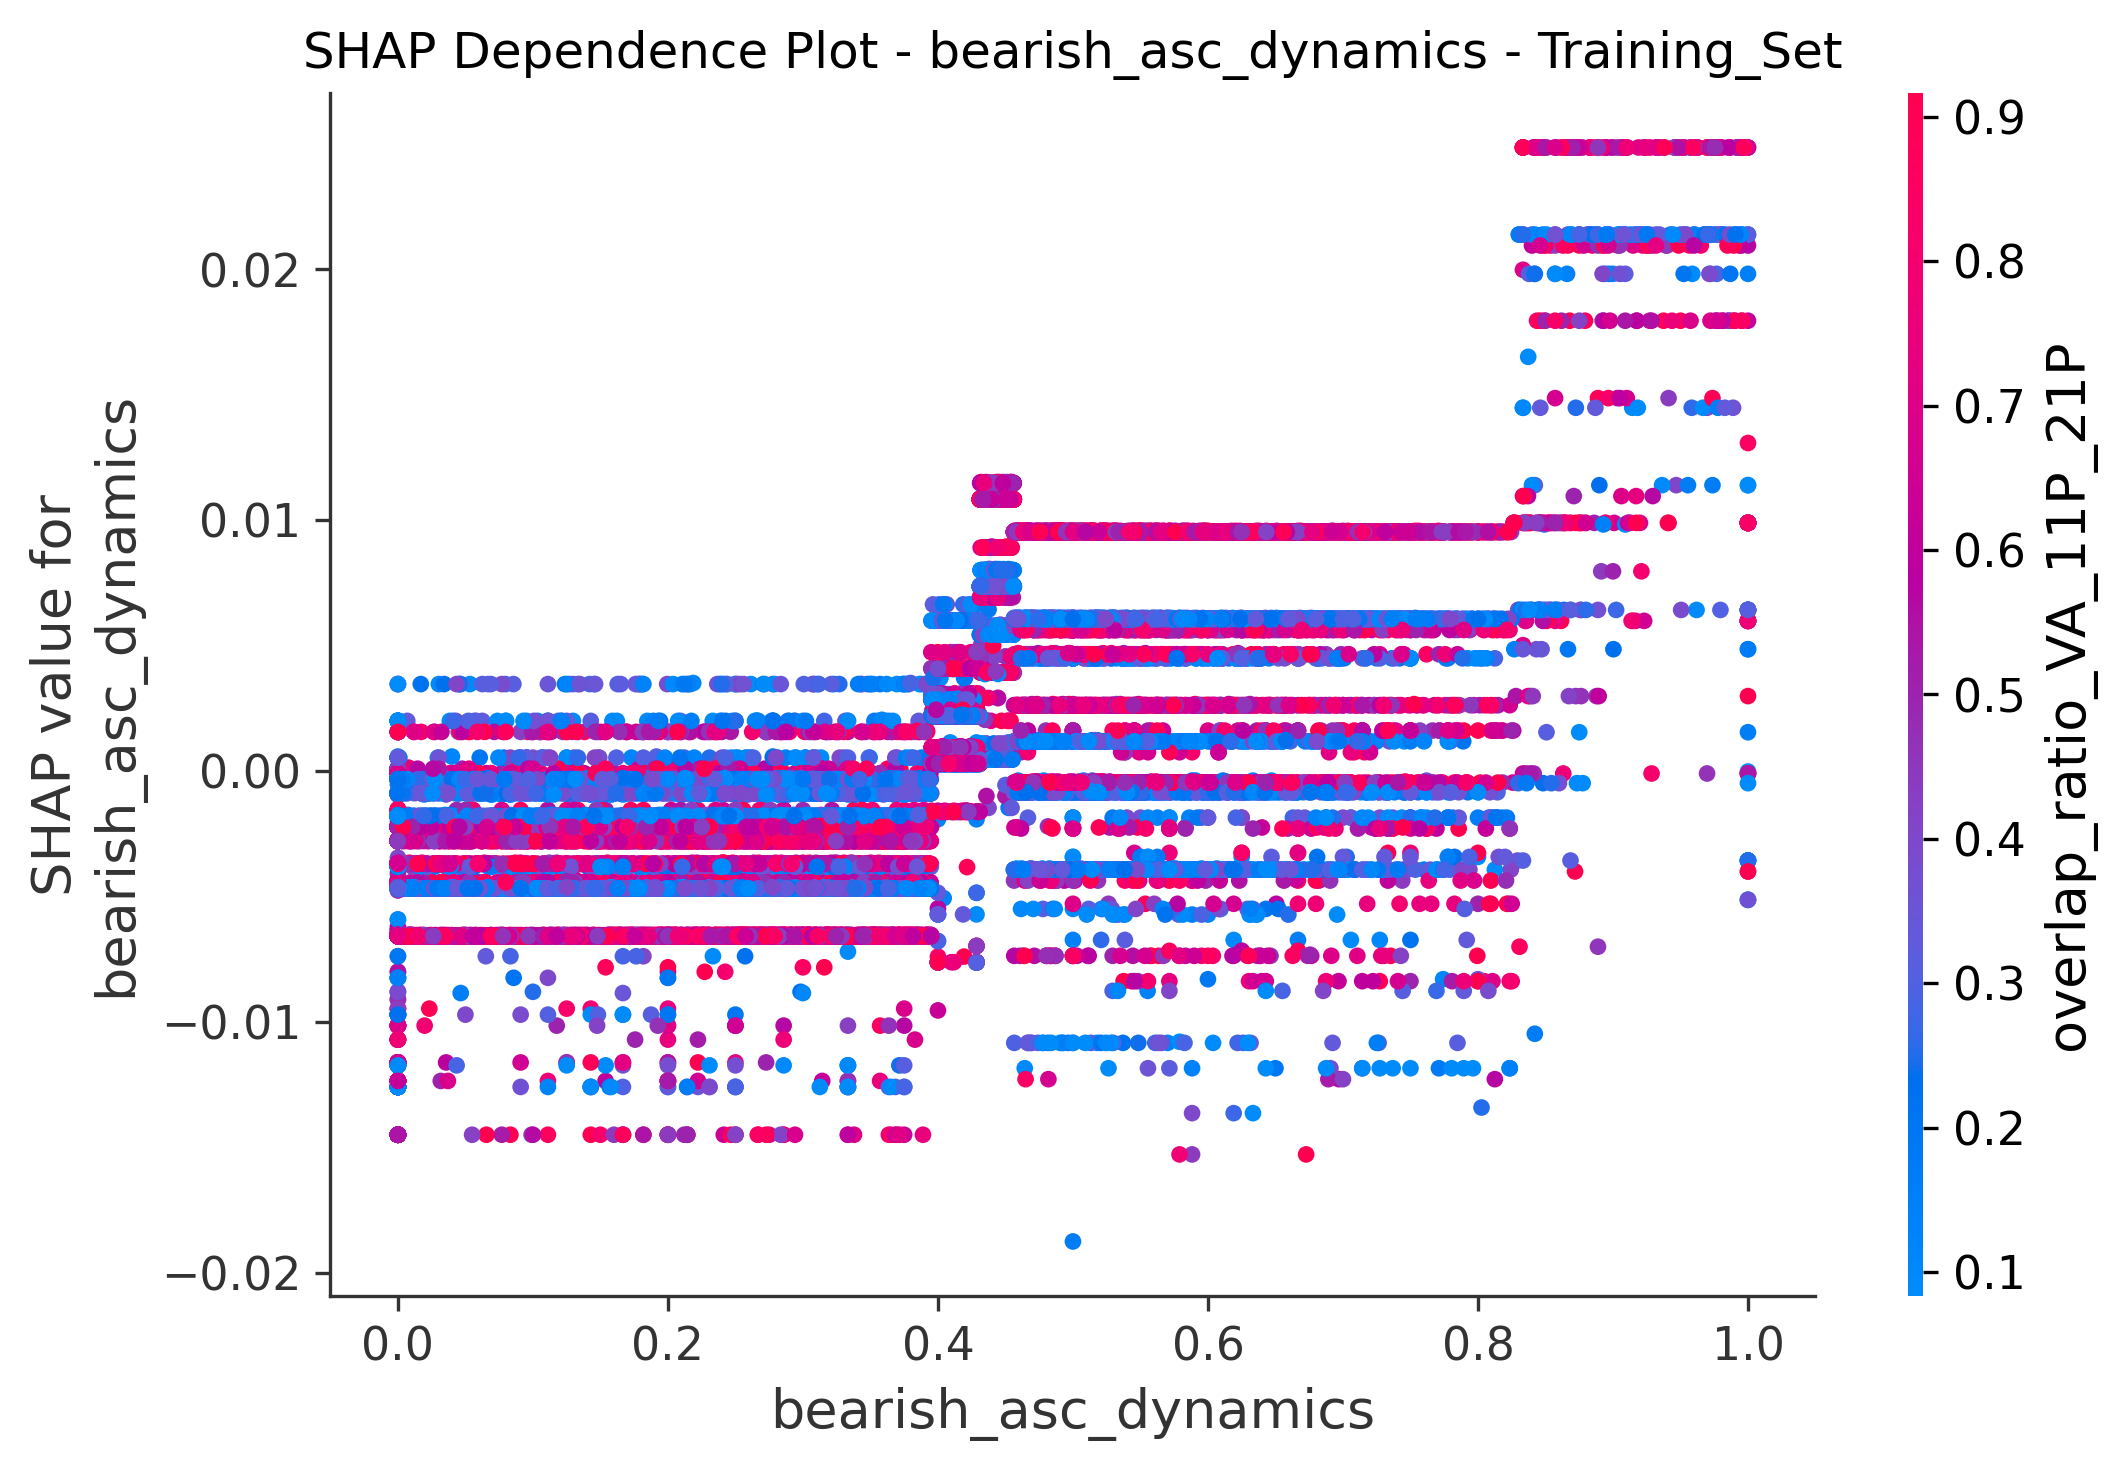 SHAP Dependence Plot - bearish_asc_dynamics - Training_Set
SHAP value for
bearish_asc_dynamics
0.02
0.01
0.00
−0.01
−0.02
0.0 0.2 0.4 0.6 0.8 1.0
bearish_asc_dynamics
0.9
0.8
0.7
0.6
0.5
0.4
0.3
0.2
0.1
overlap_ratio_VA_11P_21P